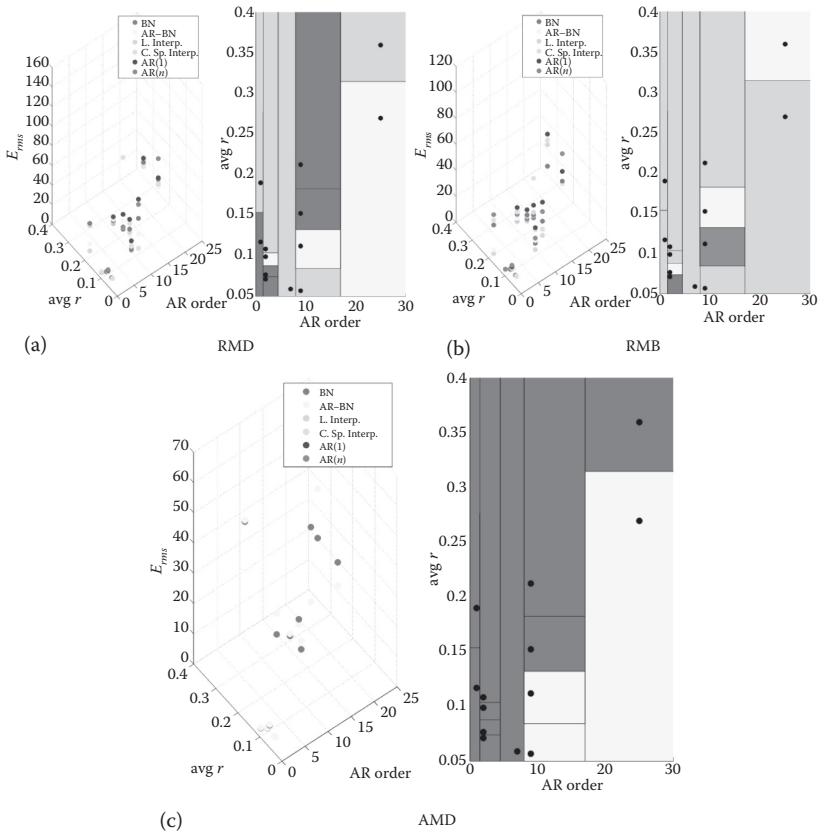 BN
AR–BN
L. Interp.
C. Sp. Interp.
AR(1)
AR(n)
160
140
120
100
80
60
40
20
0
E_rms
0.4
0.3
0.2
0.1
0
avg r
0
5
10
15
20
25
AR order
0.4
0.35
0.3
0.25
0.2
0.15
0.1
0.05
avg r
0 10 20 30
AR order
(a) RMD
BN
AR–BN
L. Interp.
C. Sp. Interp.
AR(1)
AR(n)
120
100
80
60
40
20
0
E_rms
0.4
0.3
0.2
0.1
0
avg r
0
5
10
15
20
25
AR order
0.4
0.35
0.3
0.25
0.2
0.15
0.1
0.05
avg r
0 10 20 30
AR order
(b) RMB
BN
AR–BN
L. Interp.
C. Sp. Interp.
AR(1)
AR(n)
70
60
50
40
30
20
10
0
E_rms
0.4
0.3
0.2
0.1
0
avg r
0
5
10
15
20
25
AR order
0.4
0.35
0.3
0.25
0.2
0.15
0.1
0.05
avg r
0 10 20 30
AR order
(c) AMD